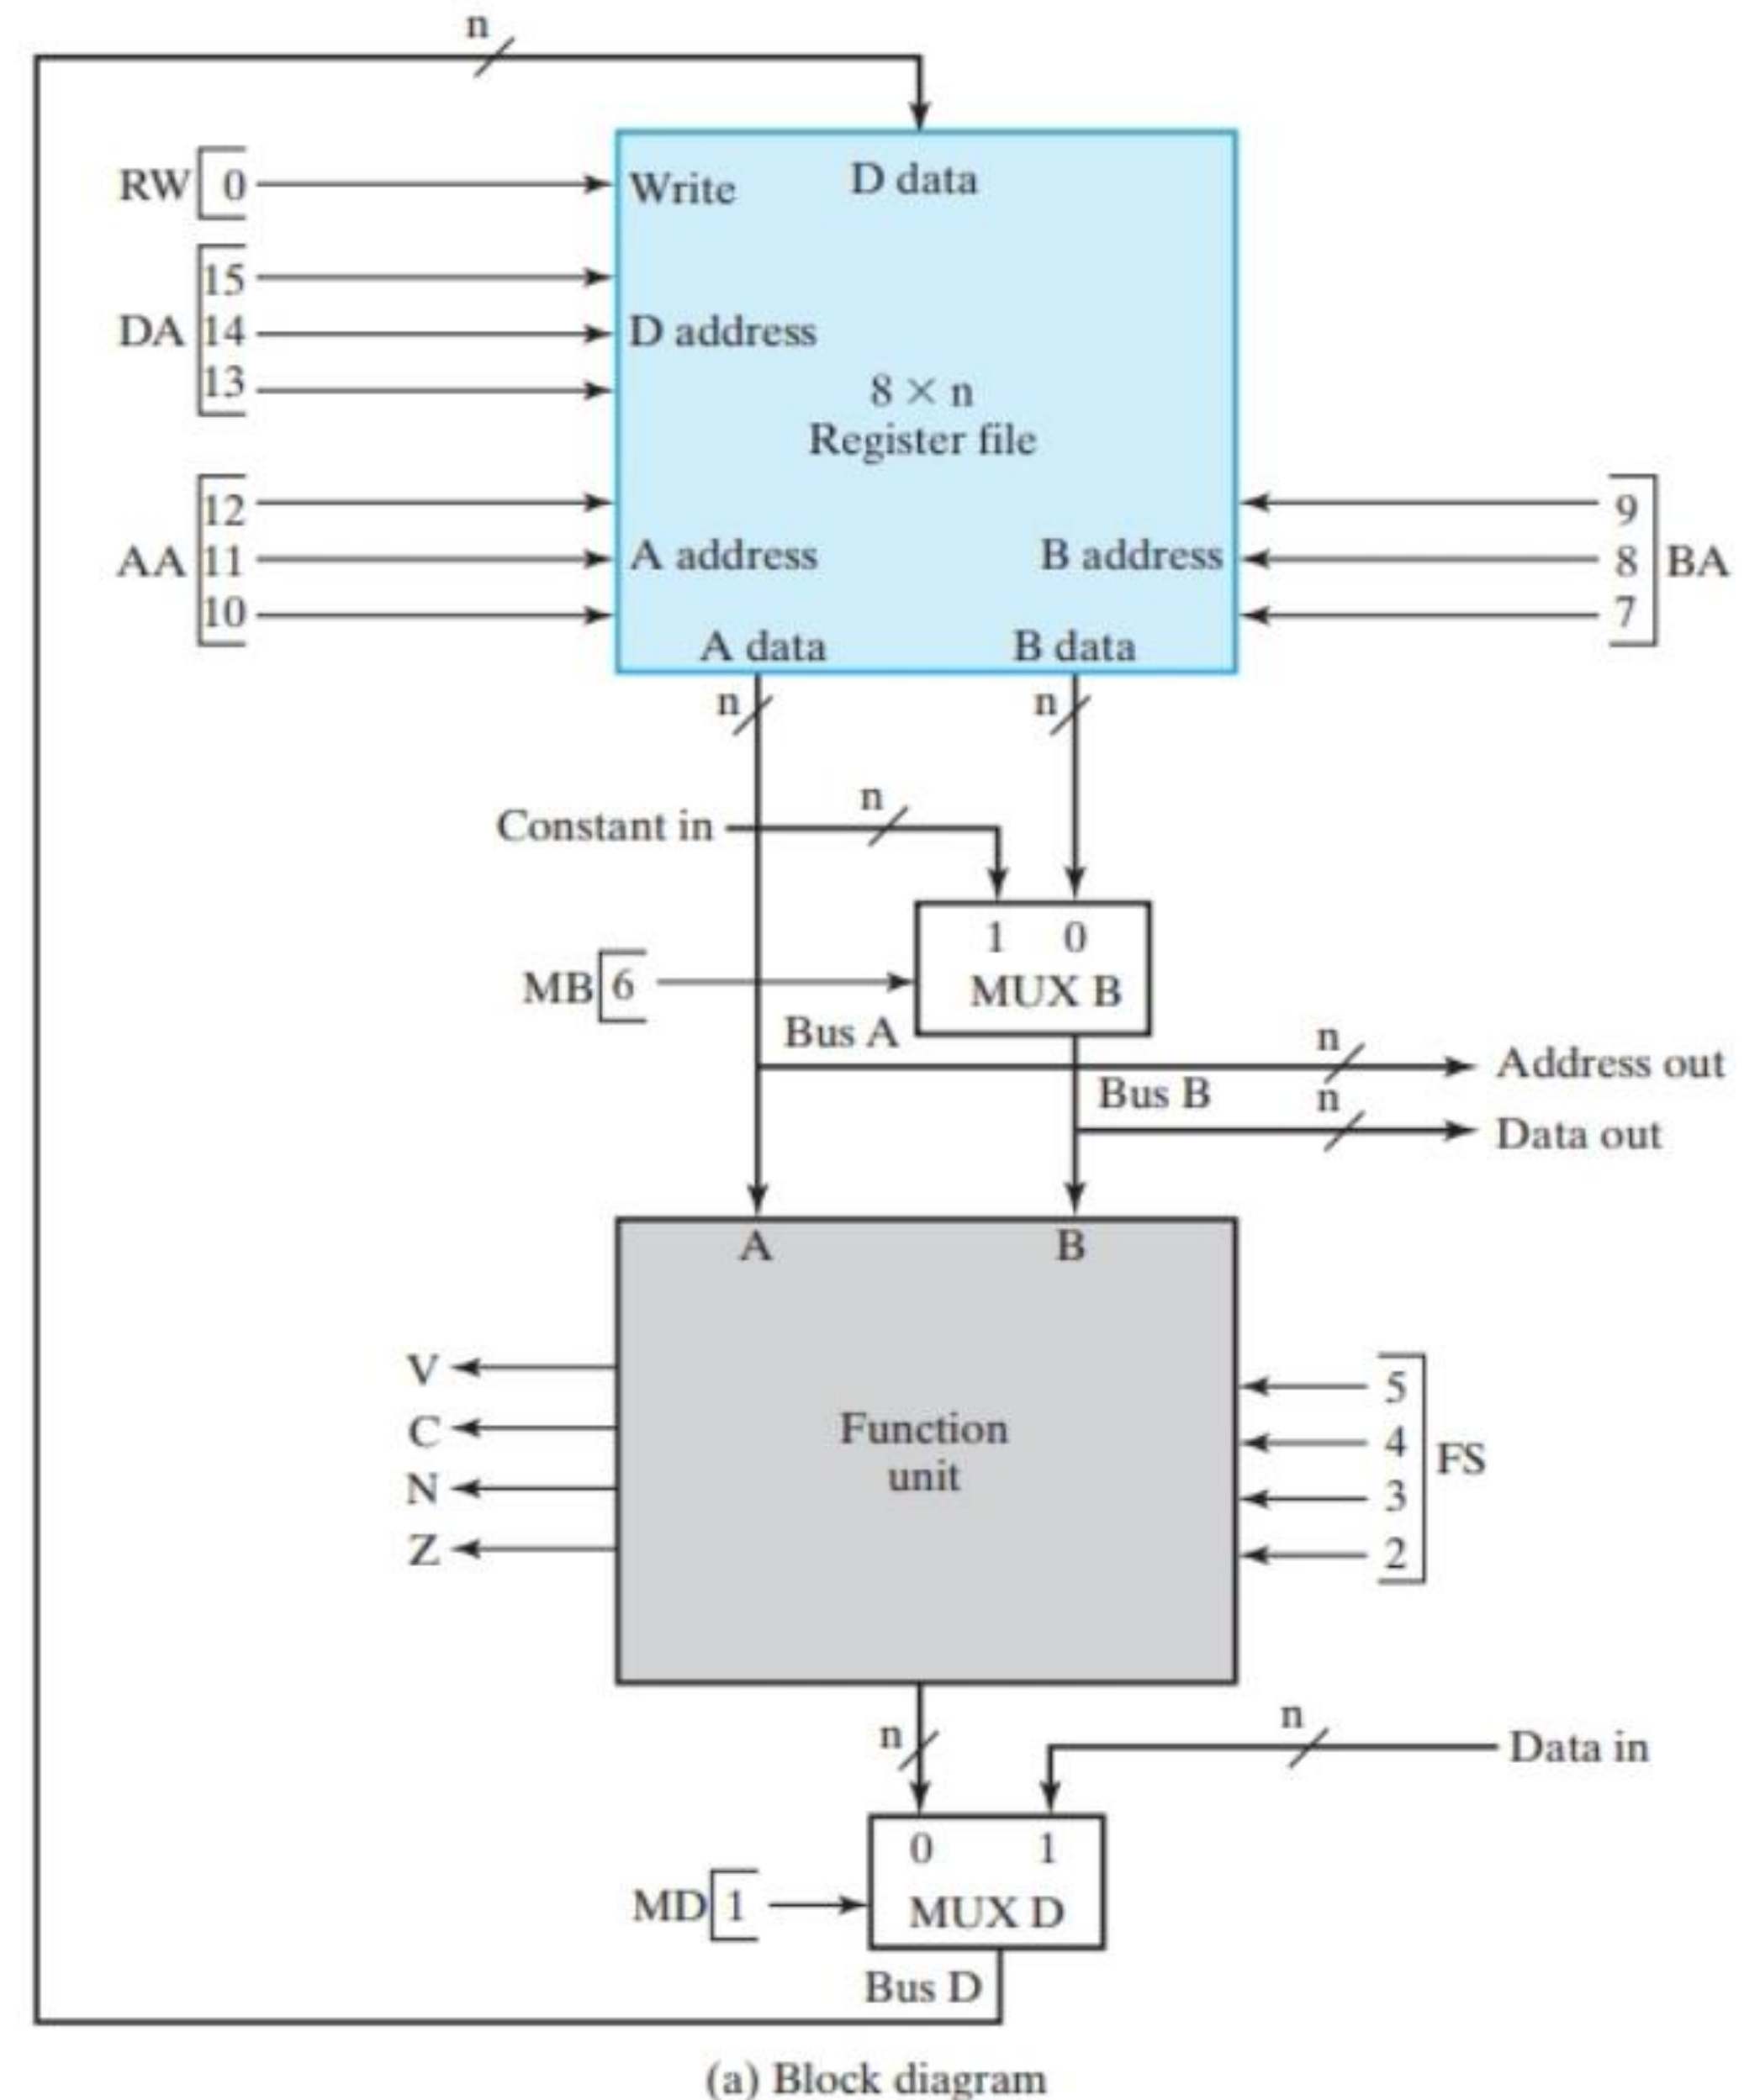 n
RW 0 Write D data
15
DA 14 D address
13
8 × n
Register file
12 9
AA 11 A address B address 8 BA
10 7
A data B data
n n
n
Constant in
1 0
MB 6 MUX B
Bus A n
Address out
Bus B n
Data out
A B
V
C
N
Z
Function
unit
5
4
3
2
FS
n n
Data in
0 1
MD 1 MUX D
Bus D
(a) Block diagram